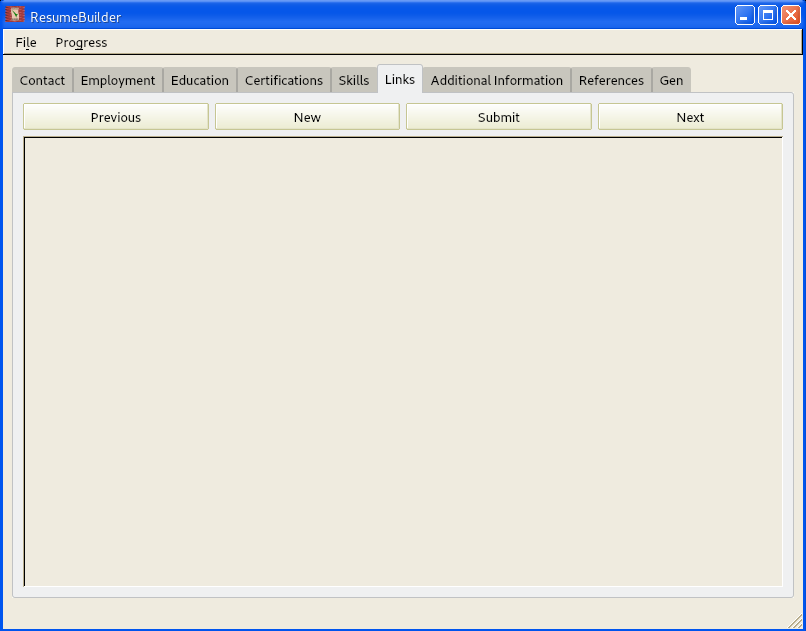 ResumeBuilder
File Progress
Contact Employment Education Certifications Skills Links Additional Information References Gen
Previous New Submit Next